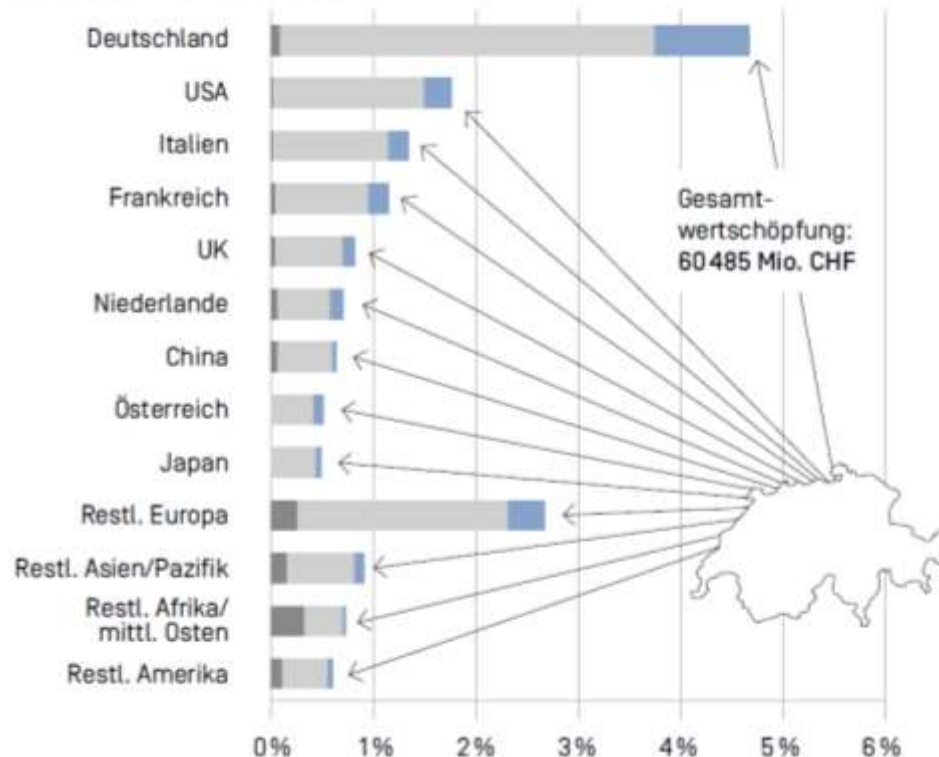 Deutschland
USA
Italien
Frankreich
UK
Niederlande
China
Österreich
Japan
Restl. Europa
Restl. Asien/Pazifik
Restl. Afrika/
mittl. Osten
Restl. Amerika
Gesamt-
wertschöpfung:
60 485 Mio. CHF
0% 1% 2% 3% 4% 5% 6%